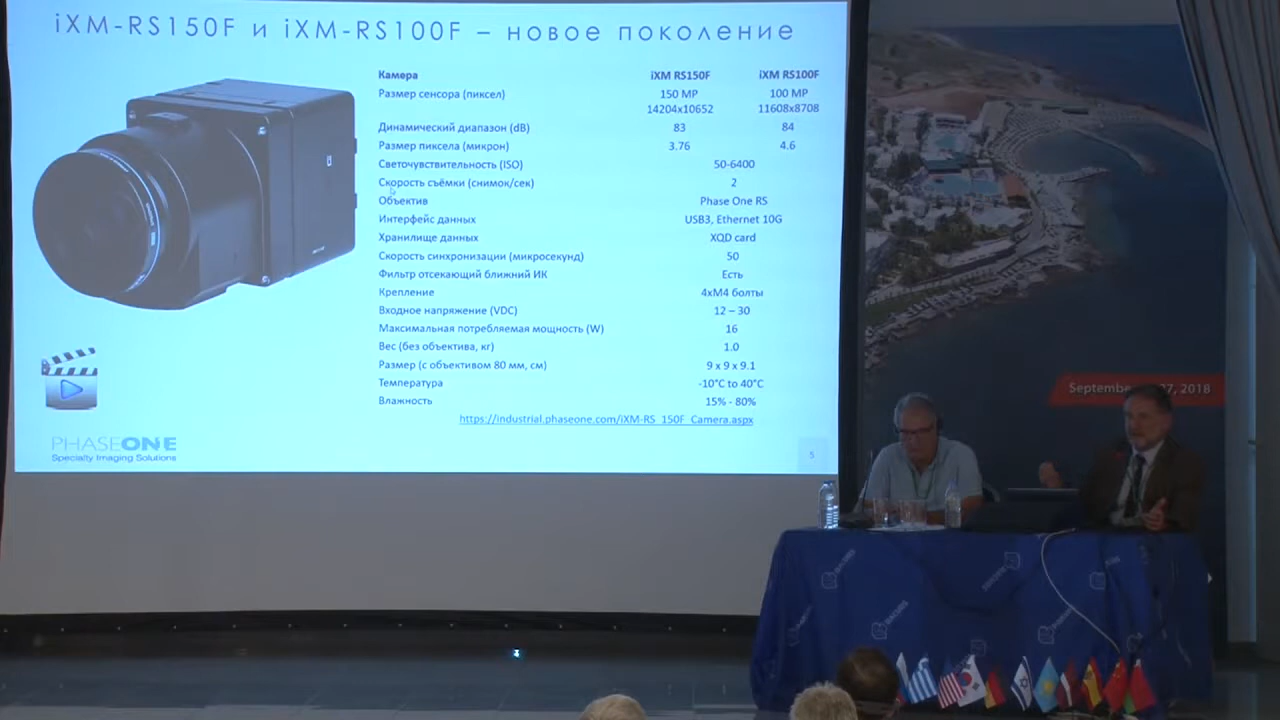 iXM-RS150F и iXM-RS100F – новое поколение
Камера iXM RS150F iXM RS100F
Размер сенсора (пиксел) 150 MP 100 MP
14204x10652 11608x8708
Динамический диапазон (dB) 83 84
Размер пиксела (микрон) 3.76 4.6
Светочувствительность (ISO) 50-6400
Скорость съёмки (снимок/сек) 2
Объектив Phase One RS
Интерфейс данных USB3, Ethernet 10G
Хранилище данных XQD card
Скорость синхронизации (микросекунд) 50
Фильтр отсекающий ближний ИК Есть
Крепление 4xM4 болты
Входное напряжение (VDC) 12 – 30
Максимальная потребляемая мощность (W) 16
Вес (без объектива, кг) 1.0
Размер (с объективом 80 мм, см) 9 x 9 x 9.1
Температура -10°C to 40°C
Влажность 15% - 80%
https://industrial.phaseone.com/iXM-RS_150F_Camera.aspx
PHASEONE
Specialty Imaging Solutions
5
7, 2018